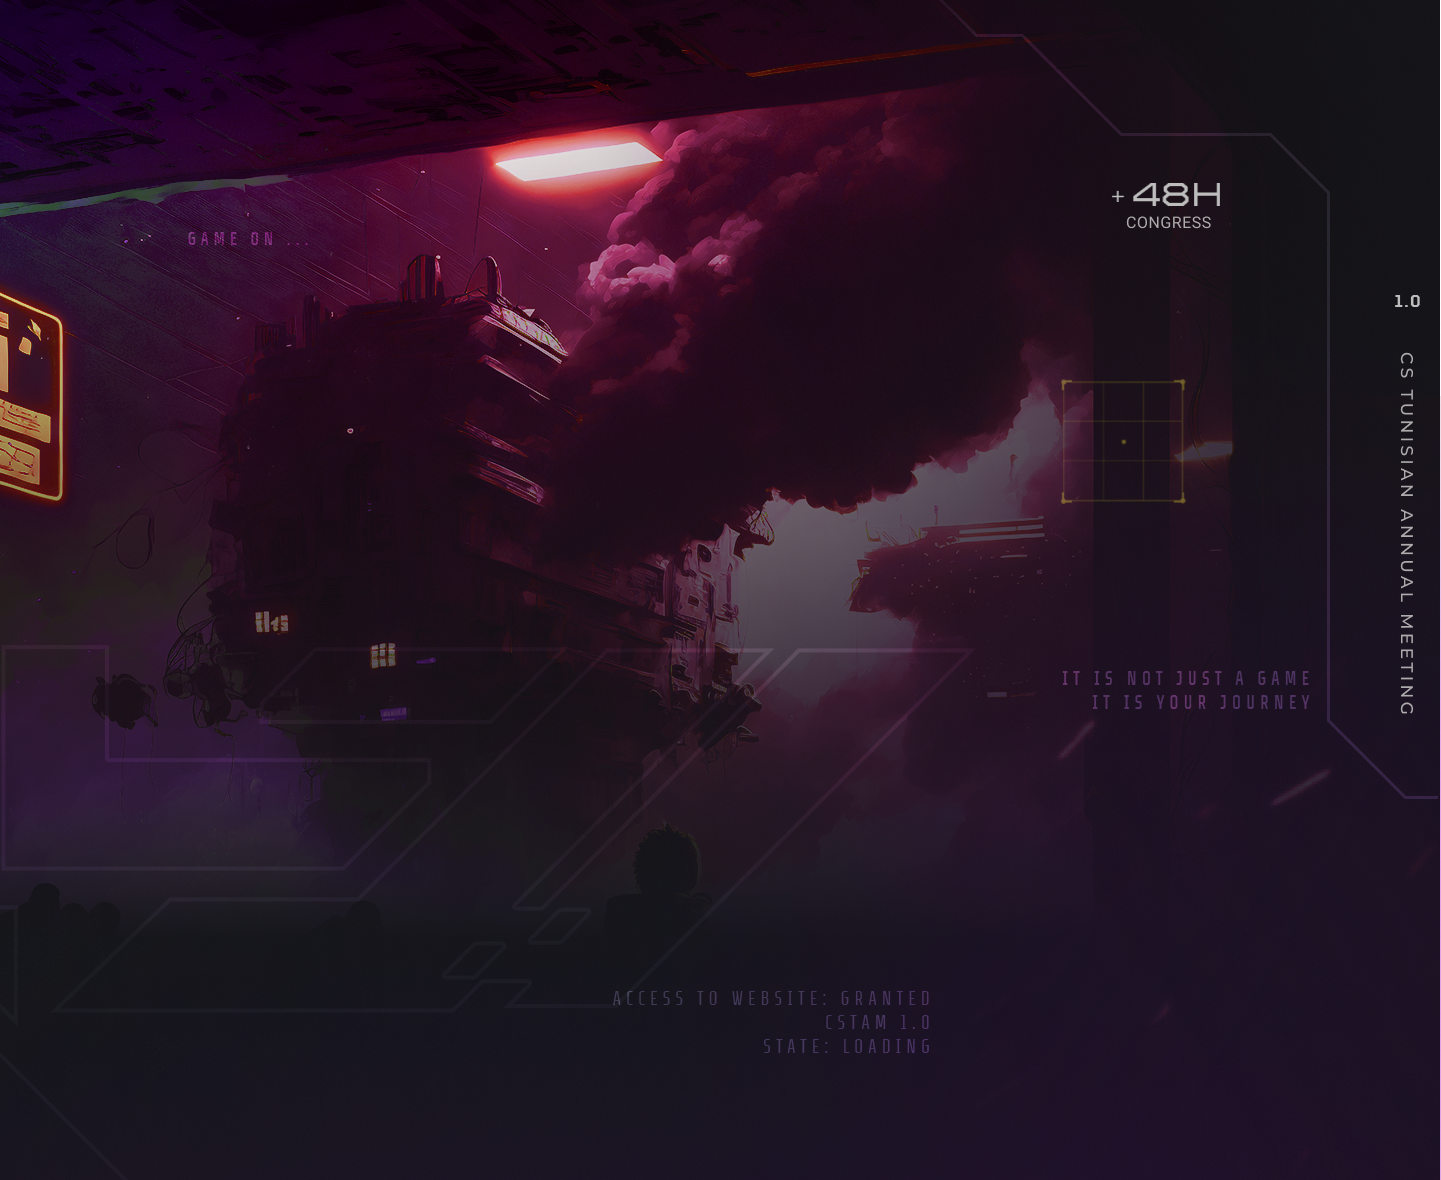 + 48H
CONGRESS
GAME ON ...
1.0
CS TUNISIAN ANNUAL MEETING
IT IS NOT JUST A GAME
IT IS YOUR JOURNEY
ACCESS TO WEBSITE: GRANTED
CSTAM 1.0
STATE: LOADING